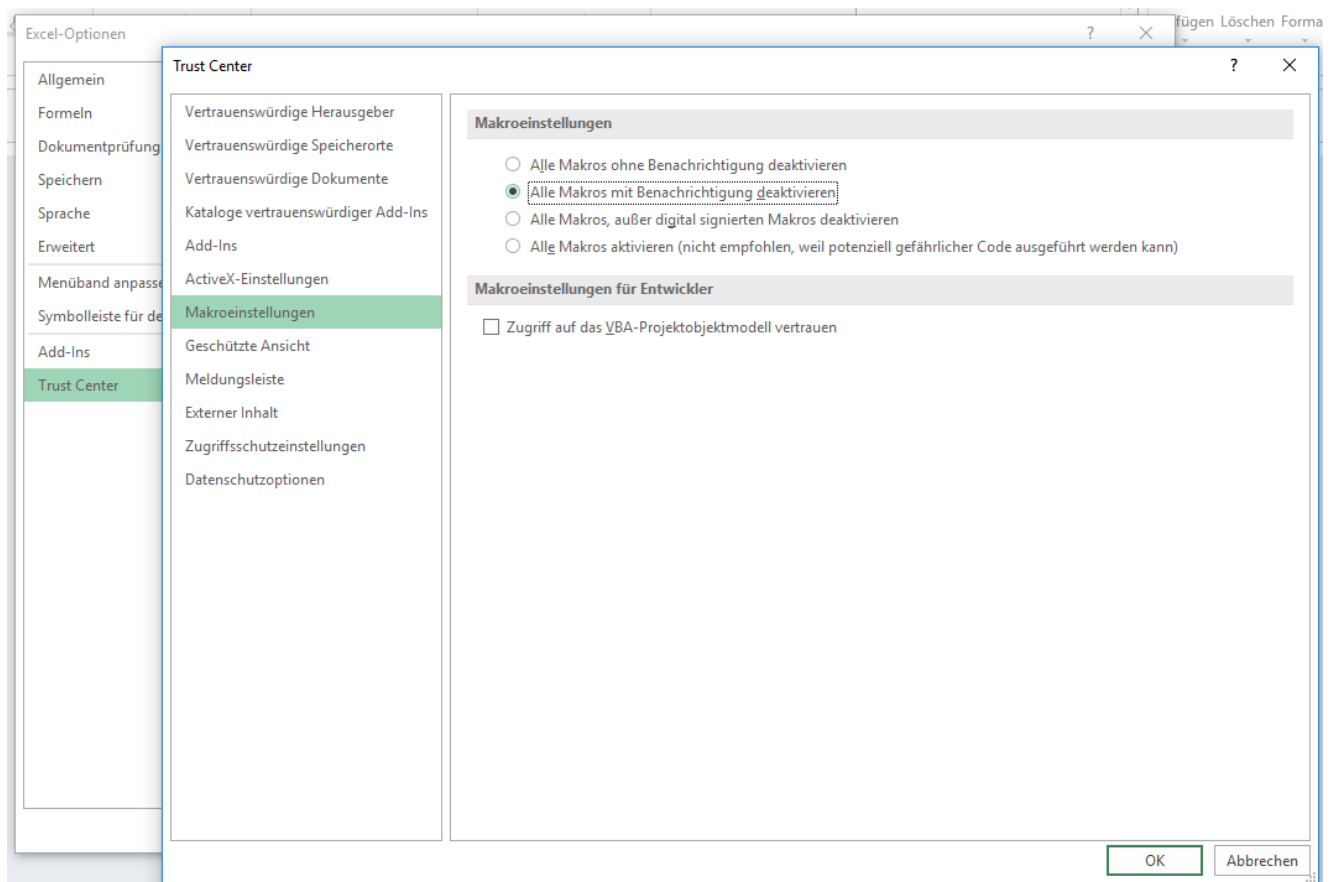 fügen Löschen Forma
Excel-Optionen
?
Allgemein
Formeln
Dokumentprüfung
Speichern
Sprache
Erweitert
Menüband anpasse
Symbolleiste für de
Add-Ins
Trust Center
Trust Center
?
Vertrauenswürdige Herausgeber
Vertrauenswürdige Speicherorte
Vertrauenswürdige Dokumente
Kataloge vertrauenswürdiger Add-Ins
Add-Ins
ActiveX-Einstellungen
Makroeinstellungen
Geschützte Ansicht
Meldungsleiste
Externer Inhalt
Zugriffsschutzeinstellungen
Datenschutzoptionen
Makroeinstellungen
Alle Makros ohne Benachrichtigung deaktivieren
Alle Makros mit Benachrichtigung deaktivieren
Alle Makros, außer digital signierten Makros deaktivieren
Alle Makros aktivieren (nicht empfohlen, weil potenziell gefährlicher Code ausgeführt werden kann)
Makroeinstellungen für Entwickler
Zugriff auf das VBA-Projektobjektmodell vertrauen
OK
Abbrechen